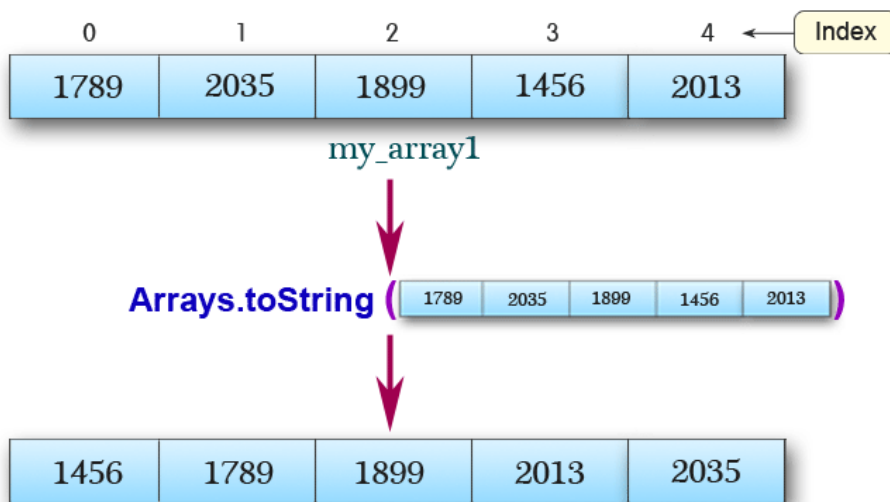 0 1 2 3 4 Index
1789 2035 1899 1456 2013
my_array1
Arrays.toString ( 1789 2035 1899 1456 2013 )
1456 1789 1899 2013 2035